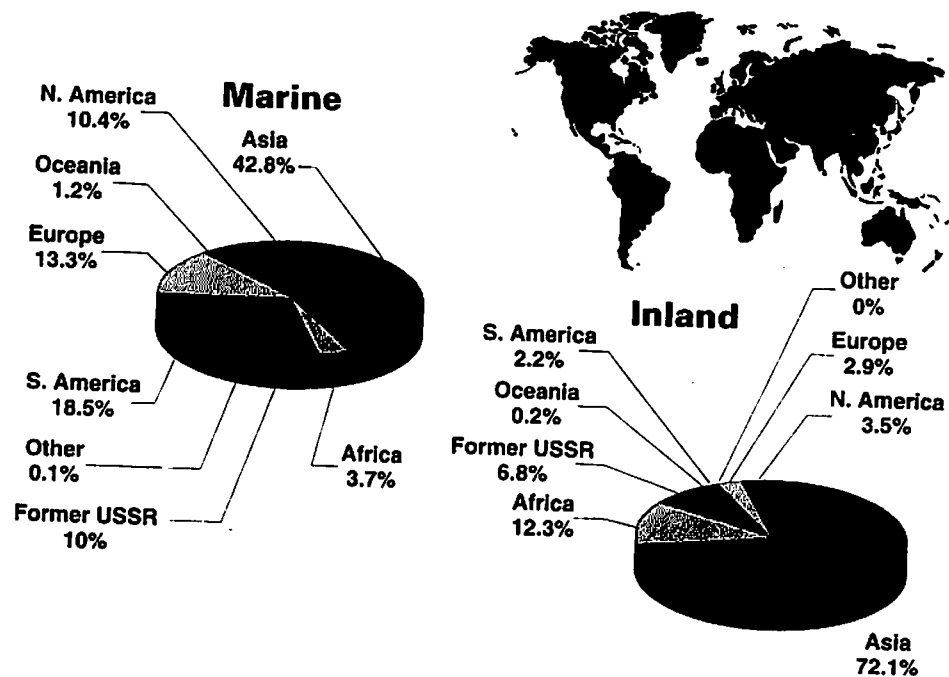 Marine
N. America
10.4%
Asia
42.8%
Oceania
1.2%
Europe
13.3%
S. America
18.5%
Other
0.1%
Former USSR
10%
Africa
3.7%
Inland
Other
0%
S. America
2.2%
Europe
2.9%
Oceania
0.2%
N. America
3.5%
Former USSR
6.8%
Africa
12.3%
Asia
72.1%